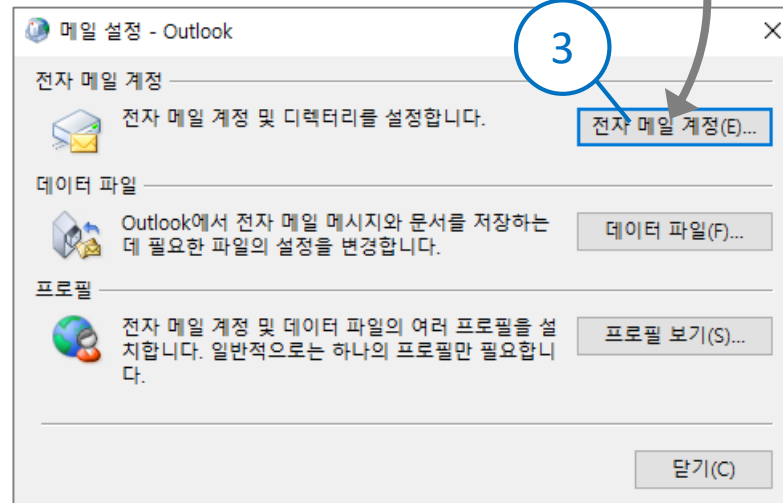 메일 설정 - Outlook
3
전자 메일 계정
전자 메일 계정 및 디렉터리를 설정합니다.
전자 메일 계정(E)...
데이터 파일
Outlook에서 전자 메일 메시지와 문서를 저장하는
데 필요한 파일의 설정을 변경합니다.
데이터 파일(F)...
프로필
전자 메일 계정 및 데이터 파일의 여러 프로필을 설
치합니다. 일반적으로는 하나의 프로필만 필요합니
다.
프로필 보기(S)...
닫기(C)